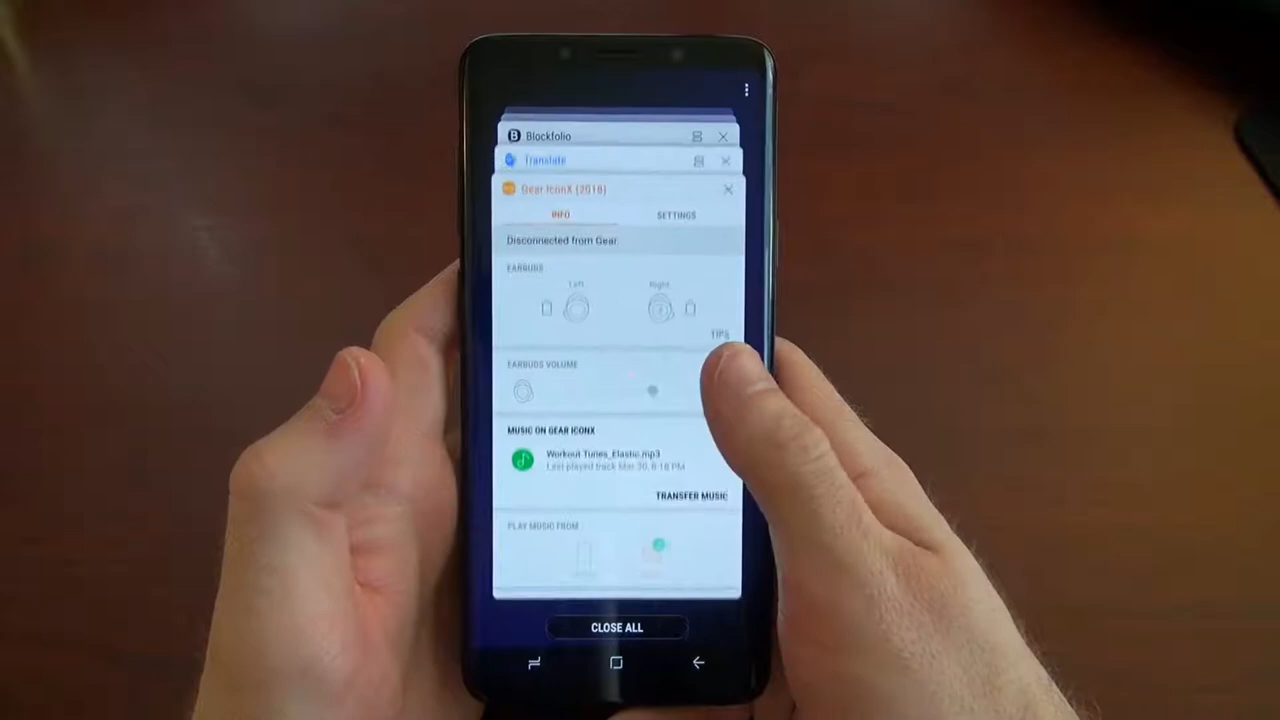 B Blockfolio
Translate
Gear IconX (2018)
INFO SETTINGS
Disconnected from Gear
EARBUDS
Left Right
TIPS
EARBUDS VOLUME
MUSIC ON GEAR ICONX
Workout Tunes_Elastic.mp3
Last played track Mar 30, 8:18 PM
TRANSFER MUSIC
PLAY MUSIC FROM
CLOSE ALL